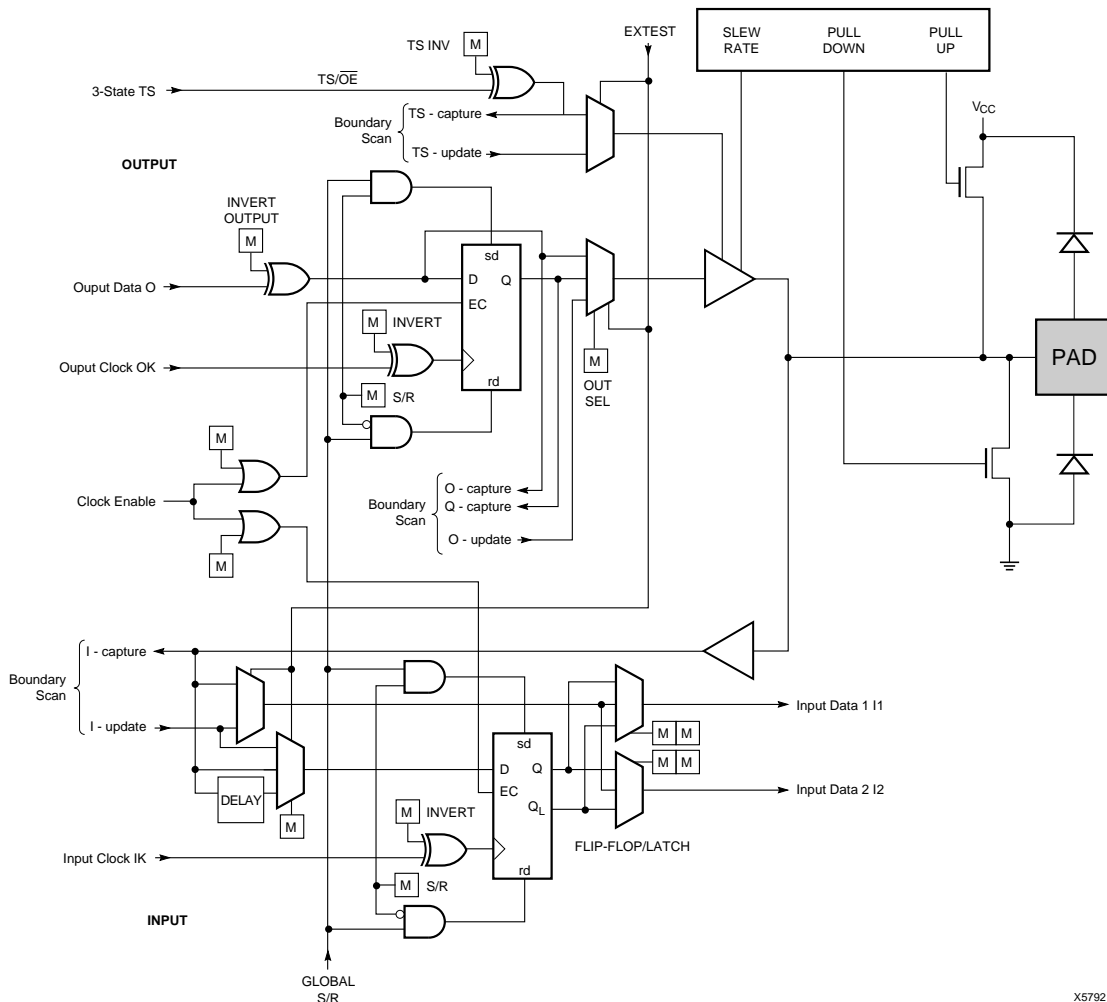 EXTEST
SLEW RATE
PULL DOWN
PULL UP
TS INV
M
TS/OE
3-State TS
TS - capture
Boundary Scan
TS - update
VCC
OUTPUT
INVERT OUTPUT
M
sd
D
Q
EC
Ouput Data O
M
INVERT
Ouput Clock OK
rd
M
S/R
M
OUT SEL
PAD
M
Clock Enable
M
O - capture
Boundary Scan
Q - capture
O - update
I - capture
Boundary Scan
I - update
Input Data 1 I1
M M
M M
sd
D
Q
EC
QL
Input Data 2 I2
DELAY
M
M
INVERT
FLIP-FLOP/LATCH
Input Clock IK
rd
M
S/R
INPUT
GLOBAL S/R
X5792